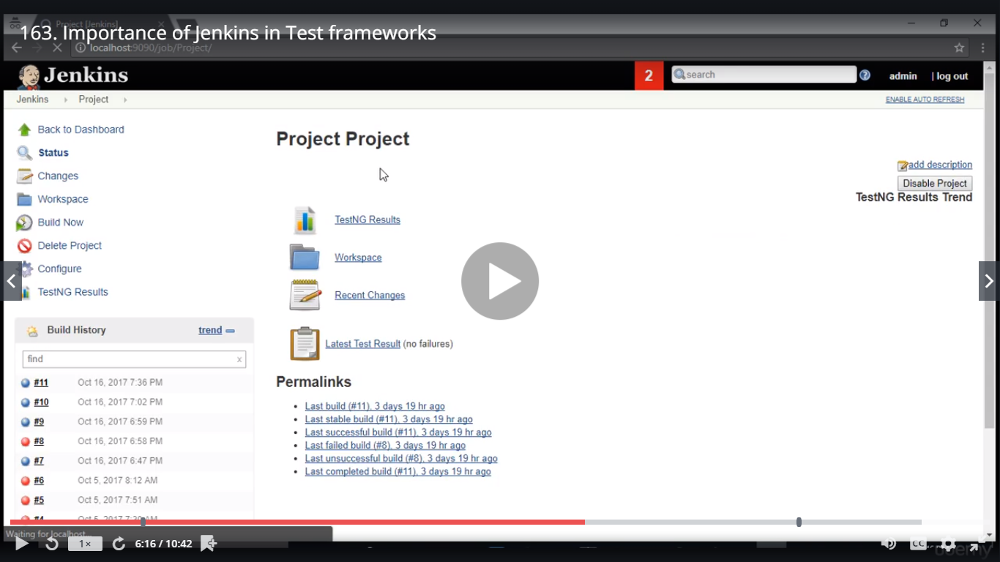 Project [Jenkins]
163. Importance of Jenkins in Test frameworks
localhost:9090/job/Project/
Jenkins
2
search
admin | log out
Jenkins
Project
ENABLE AUTO REFRESH
Back to Dashboard
Status
Changes
Workspace
Build Now
Delete Project
Configure
TestNG Results
Project Project
add description
Disable Project
TestNG Results Trend
TestNG Results
Workspace
Recent Changes
Latest Test Result (no failures)
Build History
trend
find x
#11 Oct 16, 2017 7:36 PM
#10 Oct 16, 2017 7:02 PM
#9 Oct 16, 2017 6:59 PM
#8 Oct 16, 2017 6:58 PM
#7 Oct 16, 2017 6:47 PM
#6 Oct 5, 2017 8:12 AM
#5 Oct 5, 2017 7:51 AM
#4 Oct 5, 2017 7:30 AM
Permalinks
Last build (#11), 3 days 19 hr ago
Last stable build (#11), 3 days 19 hr ago
Last successful build (#11), 3 days 19 hr ago
Last failed build (#8), 3 days 19 hr ago
Last unsuccessful build (#8), 3 days 19 hr ago
Last completed build (#11), 3 days 19 hr ago
Waiting for localhost...
1×
6:16 / 10:42
CC
udemy